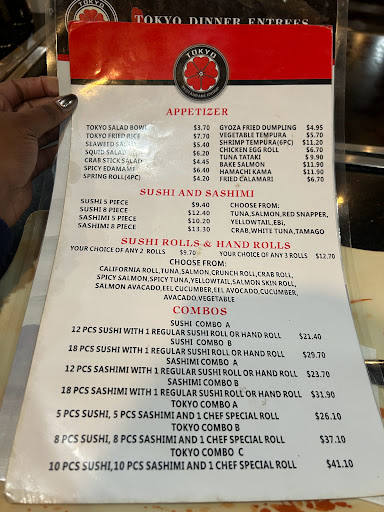 TOKYO DINNER ENTREES
TOKYO
APPETIZER
TOKYO SALAD BOWL $3.70
TOKYO FRIED RICE $7.70
SEAWEED SALAD $5.40
SQUID SALAD $6.20
CRAB STICK SALAD $4.45
SPICY EDAMAME $6.40
SPRING ROLL(4PC) $4.20
GYOZA FRIED DUMPLING $4.95
VEGETABLE TEMPURA $5.70
SHRIMP TEMPURA(6PC) $11.20
CHICKEN EGG ROLL $6.70
TUNA TATAKI $ 9.90
BAKE SALMON $11.90
HAMACHI KAMA $11.90
FRIED CALAMARI $6.70
SUSHI AND SASHIMI
SUSHI 5 PIECE $9.40
SUSHI 8 PIECE $12.40
SASHIMI 5 PIECE $10.20
SASHIMI 8 PIECE $13.30
CHOOSE FROM:
TUNA,SALMON,RED SNAPPER,
YELLOWTAIL,EBi,
CRAB,WHITE TUNA,TAMAGO
SUSHI ROLLS & HAND ROLLS
YOUR CHOICE OF ANY 2 ROLLS $9.70 YOUR CHOICE OF ANY 3 ROLLS $12.70
CHOOSE FROM:
CALIFORNIA ROLL,TUNA,SALMON,CRUNCH ROLL,CRAB ROLL,
SPICY SALMON,SPICY TUNA,YELLOWTAIL,SALMON SKIN ROLL,
SALMON AVACADO,EEL CUCUMBER,EEL AVOCADO,CUCUMBER,
AVACADO,VEGETABLE
COMBOS
SUSHI COMBO A
12 PCS SUSHI WITH 1 REGULAR SUSHI ROLL OR HAND ROLL $21.40
SUSHI COMBO B
18 PCS SUSHI WITH 1 REGULAR SUSHI ROLL OR HAND ROLL $29.70
SASHIMI COMBO A
12 PCS SASHIMI WITH 1 REGULAR SUSHI ROLL OR HAND ROLL $23.70
SASHIMI COMBO B
18 PCS SASHIMI WITH 1 REGULAR SUSHI ROLL OR HAND ROLL $31.90
TOKYO COMBO A
5 PCS SUSHI, 5 PCS SASHIMI AND 1 CHEF SPECIAL ROLL $26.10
TOKYO COMBO B
8 PCS SUSHI, 8 PCS SASHIMI AND 1 CHEF SPECIAL ROLL $37.10
TOKYO COMBO C
10 PCS SUSHI,10 PCS SASHIMI AND 1 CHEF SPECIAL ROLL $41.10